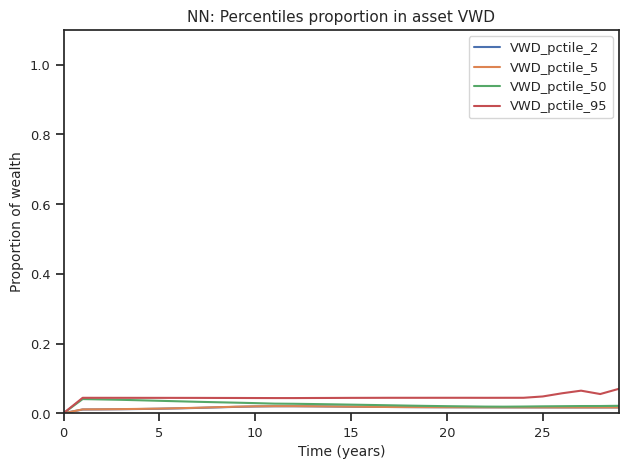 NN: Percentiles proportion in asset VWD
VWD_pctile_2
VWD_pctile_5
VWD_pctile_50
VWD_pctile_95
Proportion of wealth
1.0
0.8
0.6
0.4
0.2
0.0
0 5 10 15 20 25
Time (years)